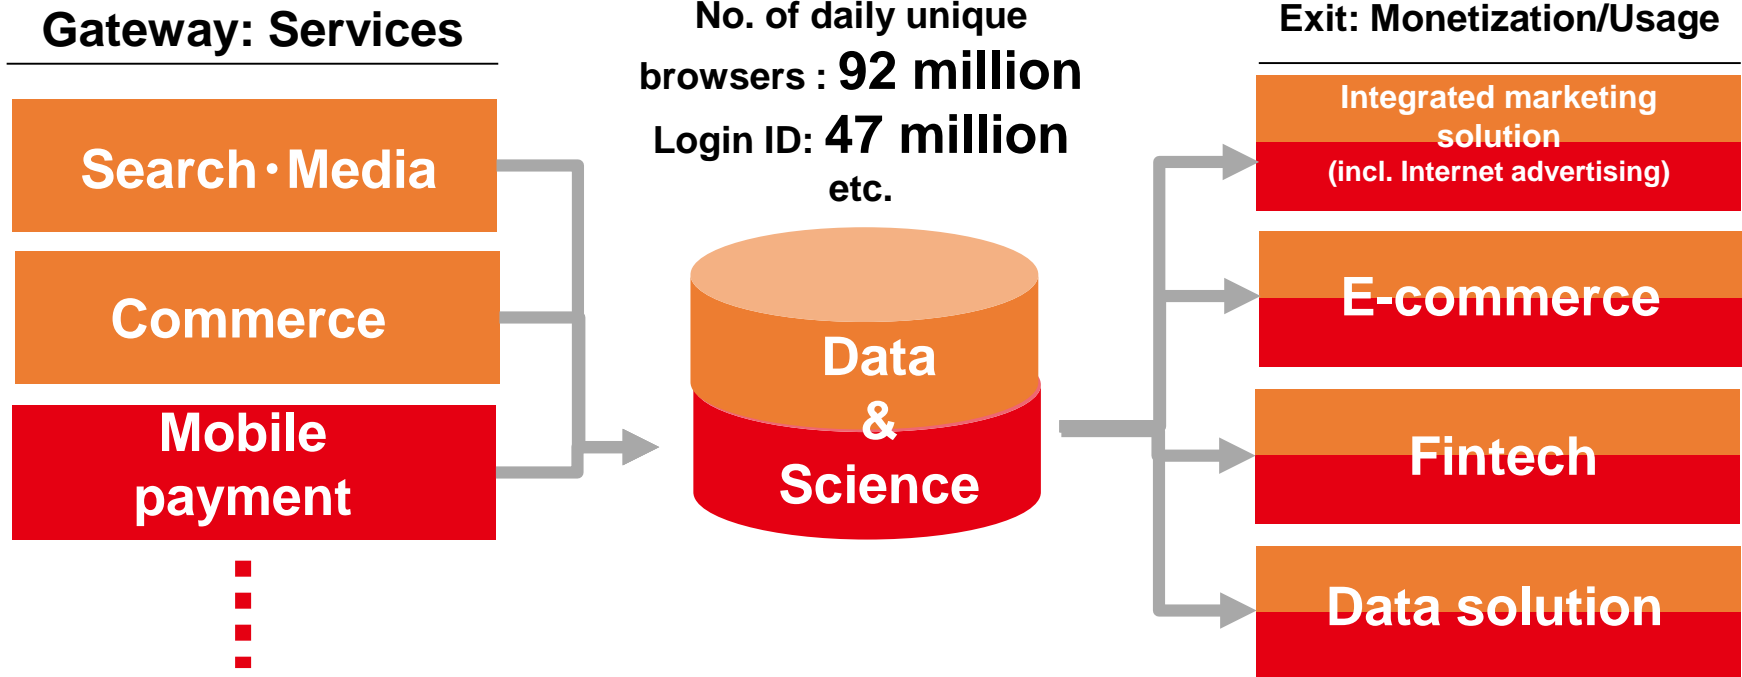 Gateway: Services
Search・Media
Commerce
Mobile
payment
No. of daily unique
browsers : 92 million
Login ID: 47 million
etc.
Data
&
Science
Exit: Monetization/Usage
Integrated marketing
solution
(incl. Internet advertising)
E-commerce
Fintech
Data solution